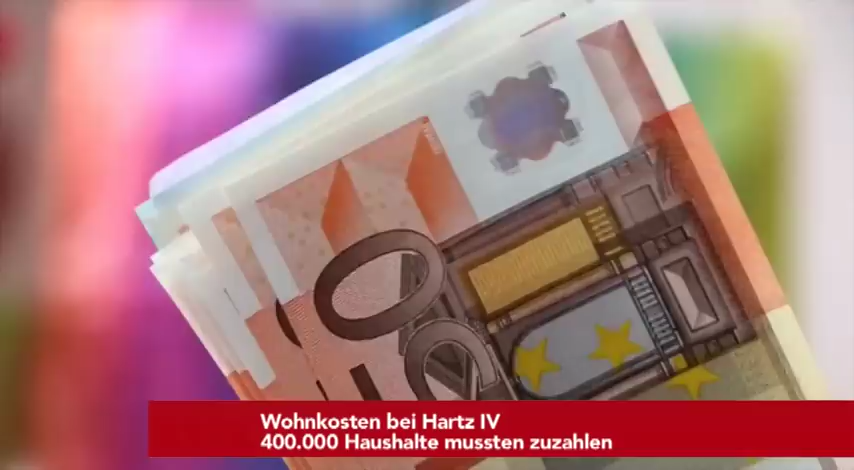 Wohnkosten bei Hartz IV
400.000 Haushalte mussten zuzahlen